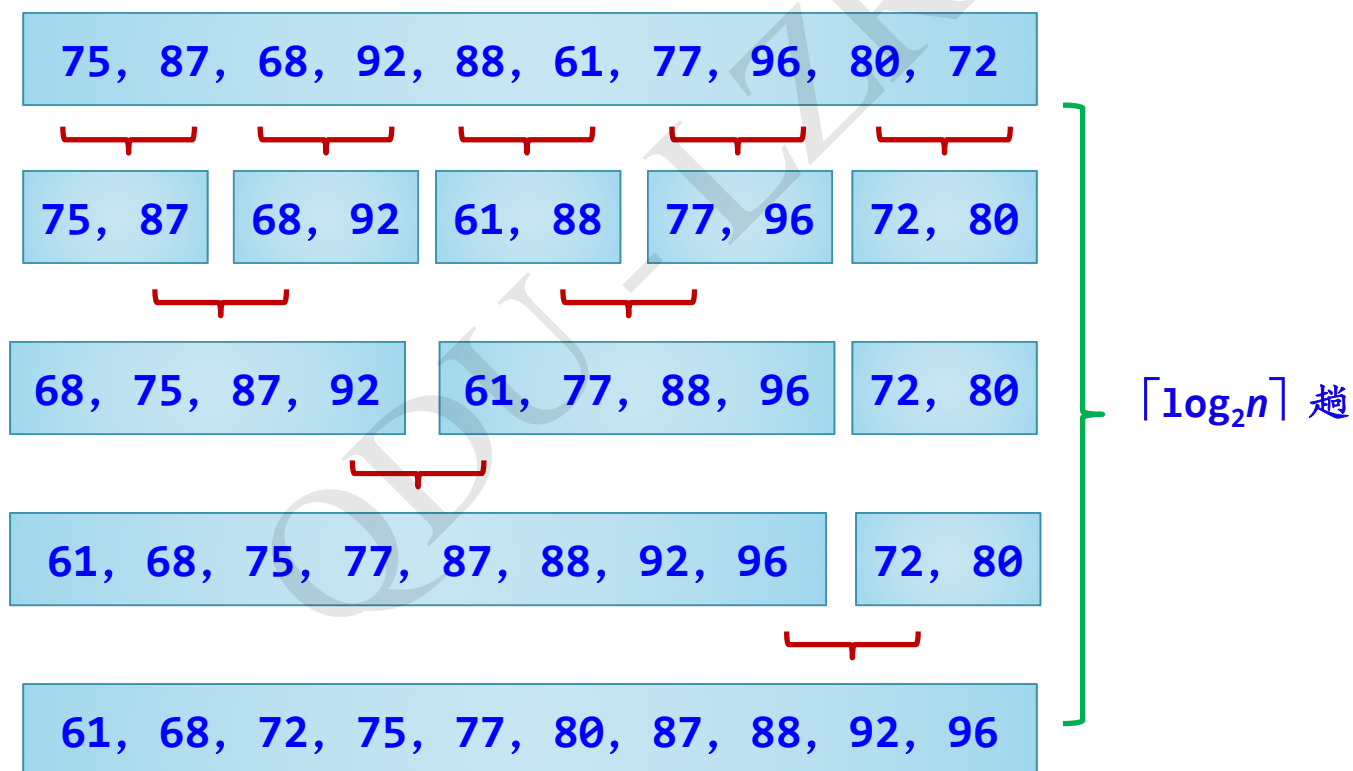 75, 87, 68, 92, 88, 61, 77, 96, 80, 72
75, 87 68, 92 61, 88 77, 96 72, 80
68, 75, 87, 92 61, 77, 88, 96 72, 80
⌈log₂n⌉ 趟
61, 68, 75, 77, 87, 88, 92, 96 72, 80
61, 68, 72, 75, 77, 80, 87, 88, 92, 96
QDU - LZK